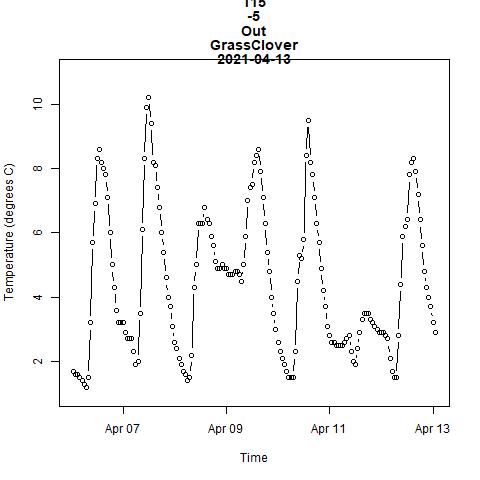 T15
-5
Out
GrassClover
2021-04-13
Temperature (degrees C)
10
8
6
4
2
Apr 07
Apr 09
Apr 11
Apr 13
Time